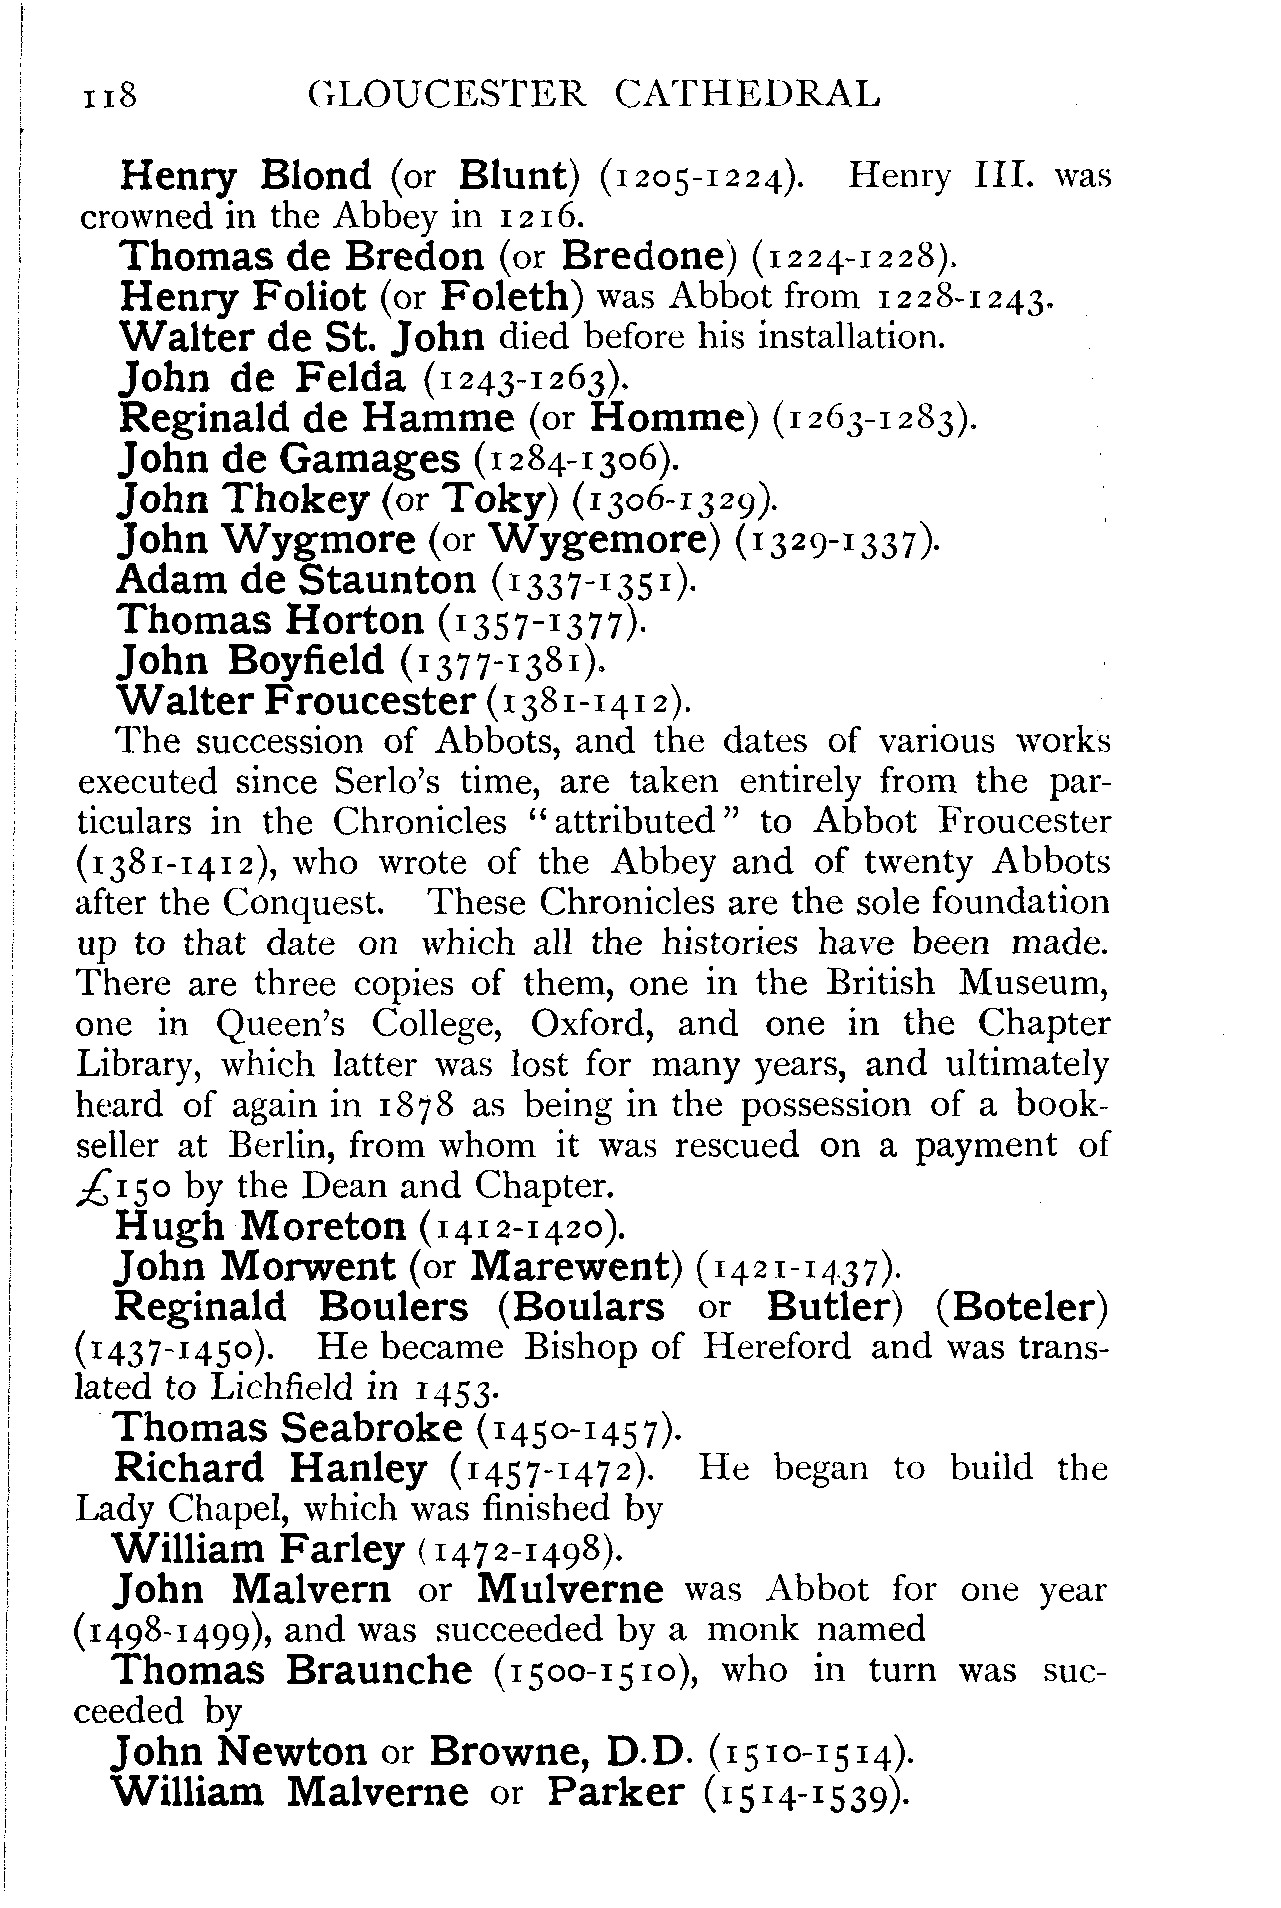 118 GLOUCESTER CATHEDRAL
Henry Blond (or Blunt) (1205-1224). Henry III. was
crowned in the Abbey in 1216.
Thomas de Bredon (or Bredone) (1224-1228).
Henry Foliot (or Foleth) was Abbot from 1228-1243.
Walter de St. John died before his installation.
John de Felda (1243-1263).
Reginald de Hamme (or Homme) (1263-1283).
John de Gamages (1284-1306).
John Thokey (or Toky) (1306-1329).
John Wygmore (or Wygemore) (1329-1337).
Adam de Staunton (1337-1351).
Thomas Horton (1357-1377).
John Boyfield (1377-1381).
Walter Froucester (1381-1412).
The succession of Abbots, and the dates of various works
executed since Serlo's time, are taken entirely from the par-
ticulars in the Chronicles "attributed" to Abbot Froucester
(1381-1412), who wrote of the Abbey and of twenty Abbots
after the Conquest. These Chronicles are the sole foundation
up to that date on which all the histories have been made.
There are three copies of them, one in the British Museum,
one in Queen's College, Oxford, and one in the Chapter
Library, which latter was lost for many years, and ultimately
heard of again in 1878 as being in the possession of a book-
seller at Berlin, from whom it was rescued on a payment of
£150 by the Dean and Chapter.
Hugh Moreton (1412-1420).
John Morwent (or Marewent) (1421-1437).
Reginald Boulers (Boulars or Butler) (Boteler)
(1437-1450). He became Bishop of Hereford and was trans-
lated to Lichfield in 1453.
Thomas Seabroke (1450-1457).
Richard Hanley (1457-1472). He began to build the
Lady Chapel, which was finished by
William Farley (1472-1498).
John Malvern or Mulverne was Abbot for one year
(1498-1499), and was succeeded by a monk named
Thomas Braunche (1500-1510), who in turn was suc-
ceeded by
John Newton or Browne, D.D. (1510-1514).
William Malverne or Parker (1514-1539).